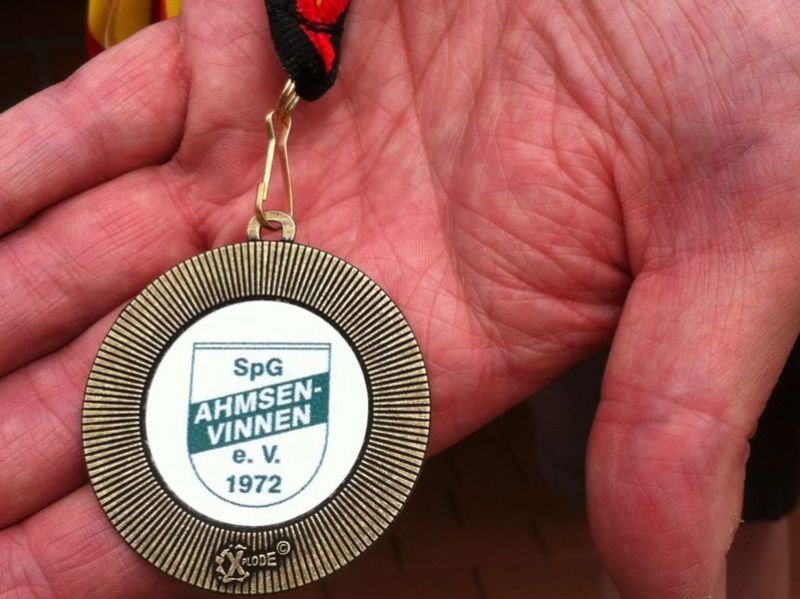 SpG
AHMSEN-
VINNEN
e. V.
1972
XPLODE©